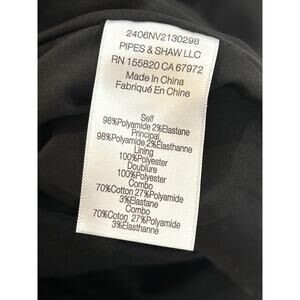 2406NV2130298
PIPES & SHAW LLC
RN 155820 CA 67972
Made In China
Fabriqué En Chine
Self
98%Polyamide 2%Elastane
Principal
98%Polyamide 2%Elasthanne
Lining
100%Polyester
Doublure
100%Polyester
Combo
70%Cotton 27%Polyamide
3%Elastane
Combo
70%Coton 27%Polyamide
3%Elasthanne